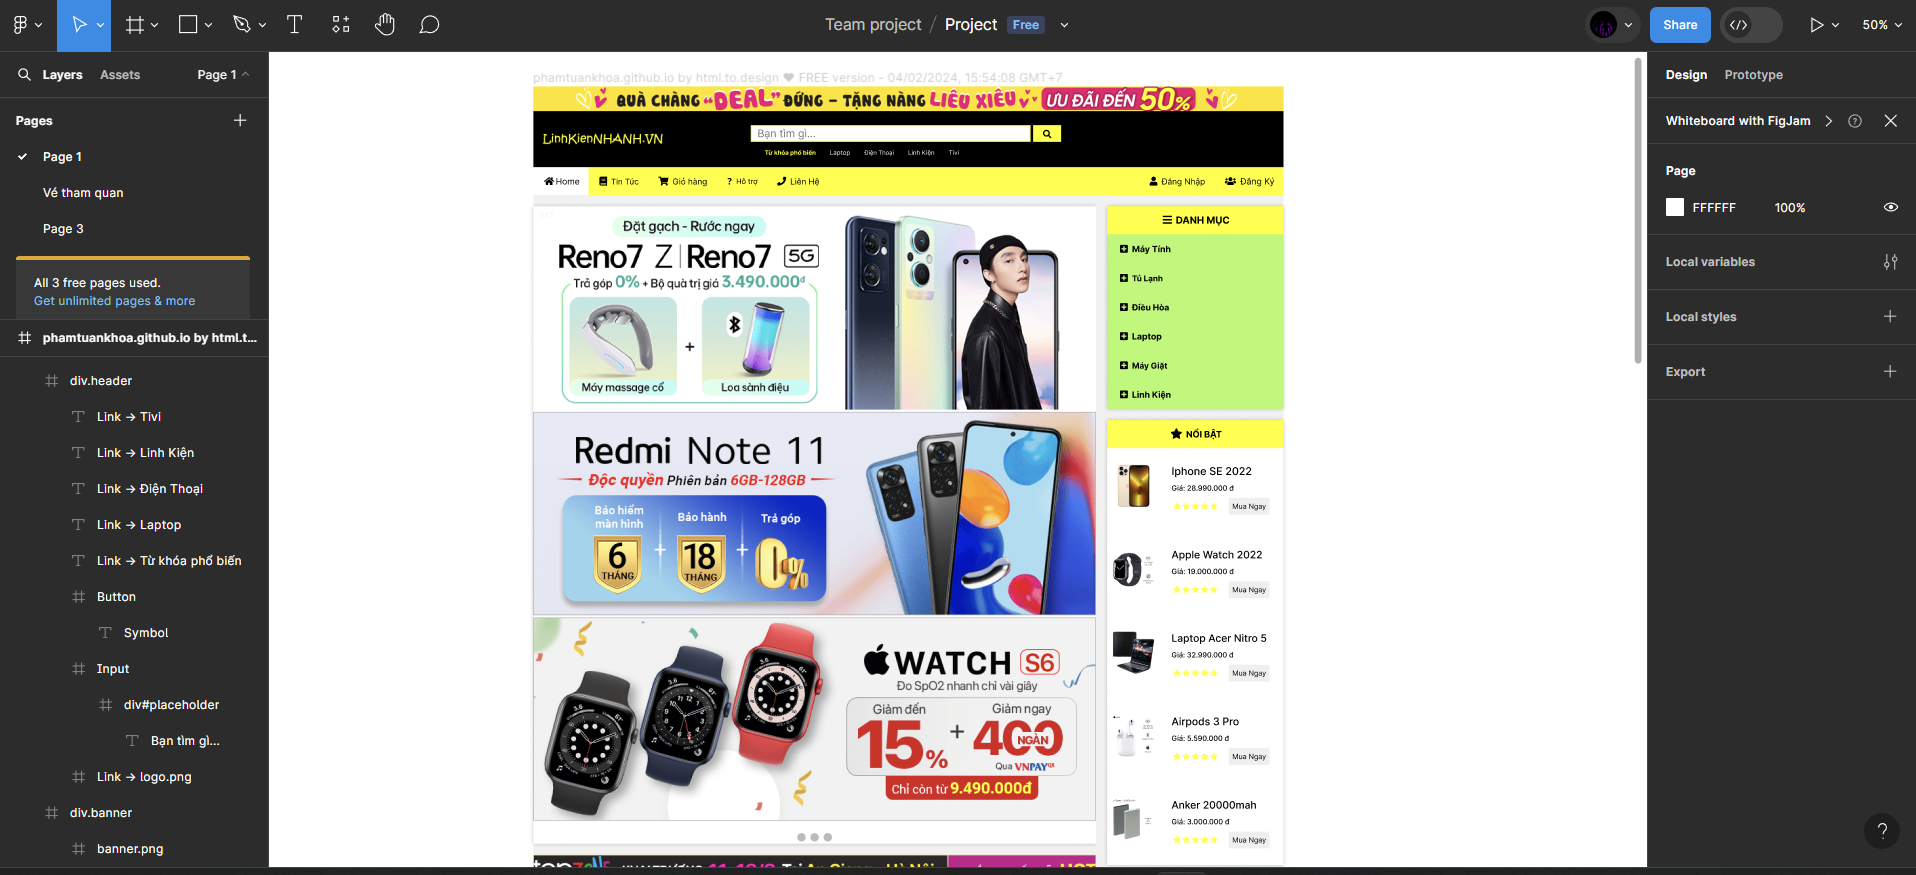 Team project / Project Free
Share
50%
Layers Assets Page 1
Pages
Page 1
Vé tham quan
Page 3
All 3 free pages used.
Get unlimited pages & more
phamtuankhoa.github.io by html.t...
div.header
Link → Tivi
Link → Linh Kiện
Link → Điện Thoại
Link → Laptop
Link → Từ khóa phổ biến
Button
Symbol
Input
div#placeholder
Bạn tìm gì...
Link → logo.png
div.banner
banner.png
phamtuankhoa.github.io by html.to.design ❤ FREE version - 04/02/2024, 15:54:08 GMT+7
QUÀ CHÀNG “DEAL” ĐỨNG – TẶNG NÀNG LIÊU XIÊU ƯU ĐÃI ĐẾN 50%
LinhKienNHANH.VN
Bạn tìm gì...
Từ khóa phổ biến Laptop Điện Thoại Linh Kiện Tivi
Home Tin Tức Giỏ hàng ? Hỗ trợ Liên Hệ Đăng Nhập Đăng Ký
Đặt gạch - Rước ngay
Reno7 Z | Reno7 5G
Trả góp 0% + Bộ quà trị giá 3.490.000đ
+
Máy massage cổ
Loa sành điệu
Redmi Note 11
Độc quyền Phiên bản 6GB-128GB
Bảo hiểm màn hình
Bảo hành
Trả góp
6 THÁNG
+
18 THÁNG
+
0%
WATCH S6
Đo SpO2 nhanh chỉ vài giây
Giảm đến
15%
+
Giảm ngay
400 NGÀN
Qua VNPAYQR
Chỉ còn từ 9.490.000đ
DANH MỤC
Máy Tính
Tủ Lạnh
Điều Hòa
Laptop
Máy Giặt
Linh Kiện
NỔI BẬT
Iphone SE 2022
Giá: 28.990.000 đ
Mua Ngay
Apple Watch 2022
Giá: 19.000.000 đ
Mua Ngay
Laptop Acer Nitro 5
Giá: 32.990.000 đ
Mua Ngay
Airpods 3 Pro
Giá: 5.590.000 đ
Mua Ngay
Anker 20000mah
Giá: 3.000.000 đ
Mua Ngay
Design Prototype
Whiteboard with FigJam
Page
FFFFFF 100%
Local variables
Local styles
Export
?